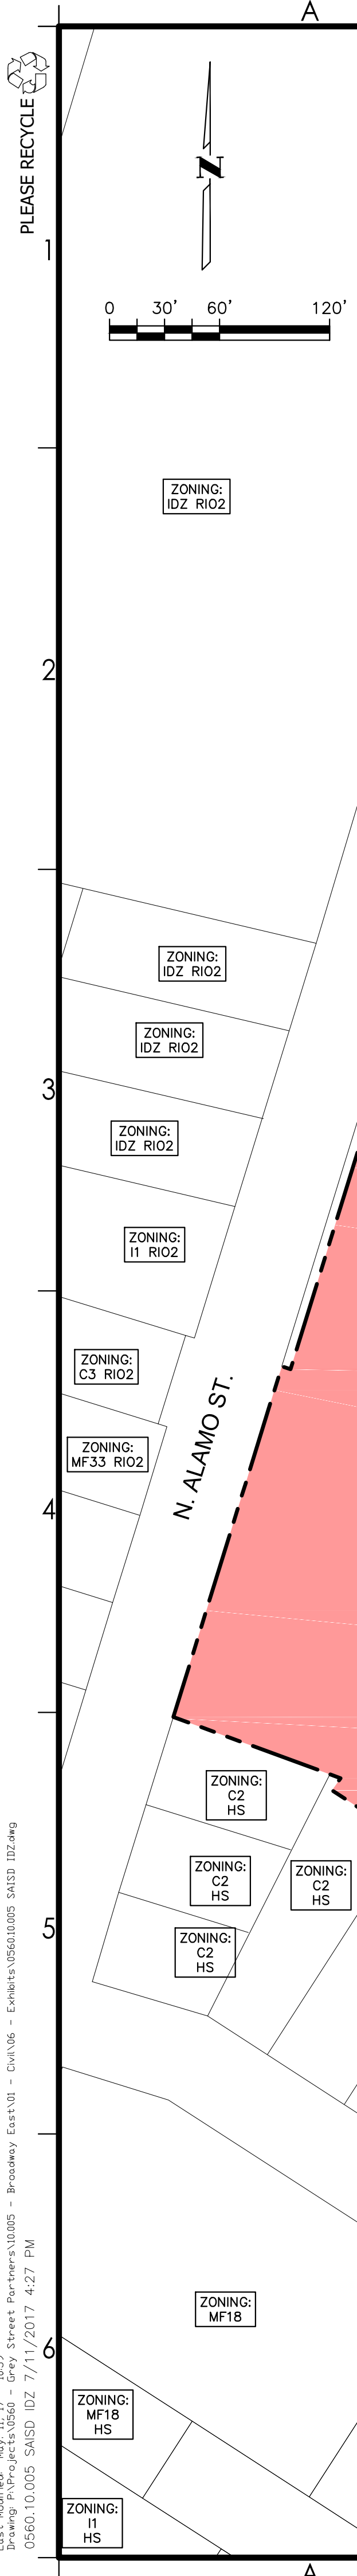 A
PLEASE RECYCLE
N
1
0 30' 60' 120'
ZONING:
IDZ RIO2
2
ZONING:
IDZ RIO2
ZONING:
IDZ RIO2
3
ZONING:
IDZ RIO2
ZONING:
I1 RIO2
ZONING:
C3 RIO2
N. ALAMO ST.
ZONING:
MF33 RIO2
4
ZONING:
C2
HS
ZONING:
C2
HS
ZONING:
C2
HS
5
ZONING:
C2
HS
ZONING:
MF18
6
ZONING:
MF18
HS
ZONING:
I1
HS
Drawing: P:\Projects\0560 - Grey Street Partners\10.005 - Broadway East\01 - Civil\06 - Exhibits\0560.10.005 SAISD IDZ.dwg
0560.10.005 SAISD IDZ 7/11/2017 4:27 PM